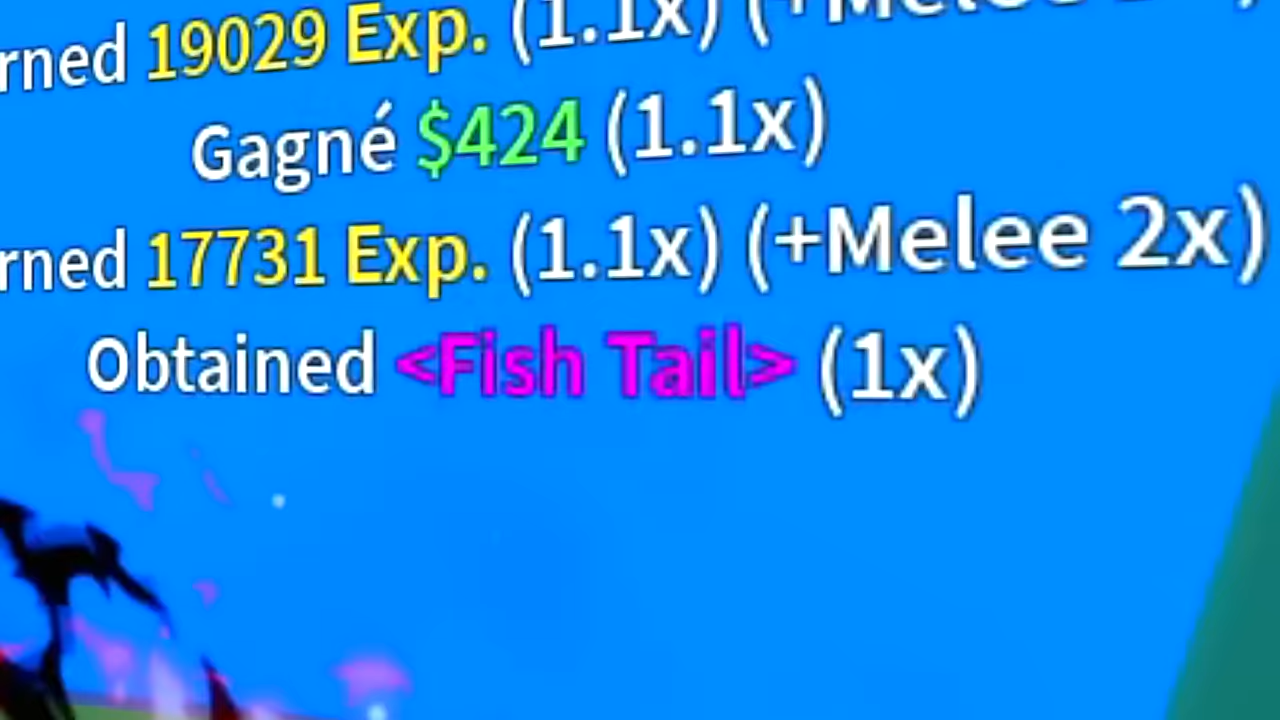 rned 19029 Exp. (1.1x) (+Melee
Gagné $424 (1.1x)
rned 17731 Exp. (1.1x) (+Melee 2x)
Obtained <Fish Tail> (1x)